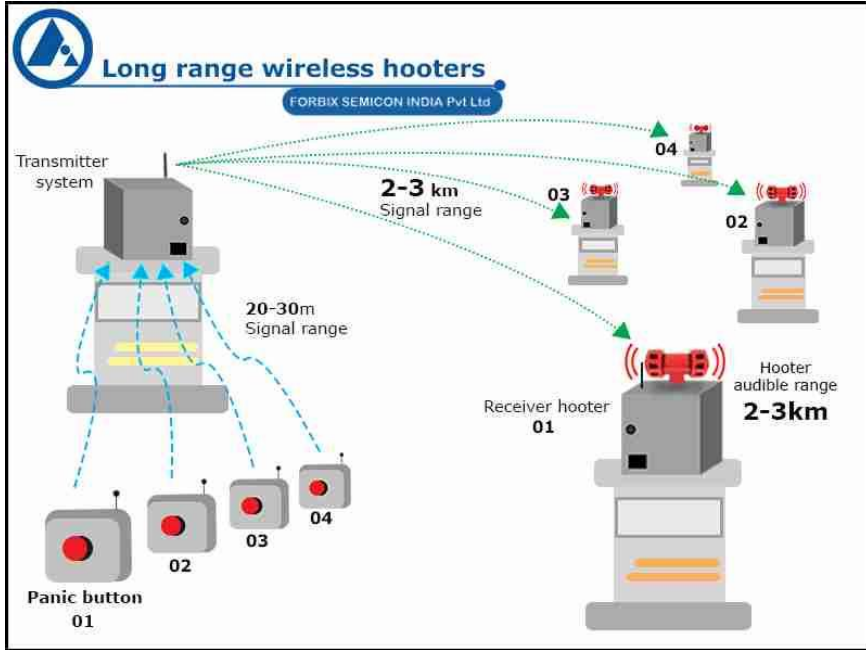 Long range wireless hooters
FORBIX SEMICON INDIA Pvt Ltd
Transmitter
system
2-3 km
Signal range
04
03
02
20-30m
Signal range
Receiver hooter
01
Hooter
audible range
2-3km
Panic button
01
02
03
04